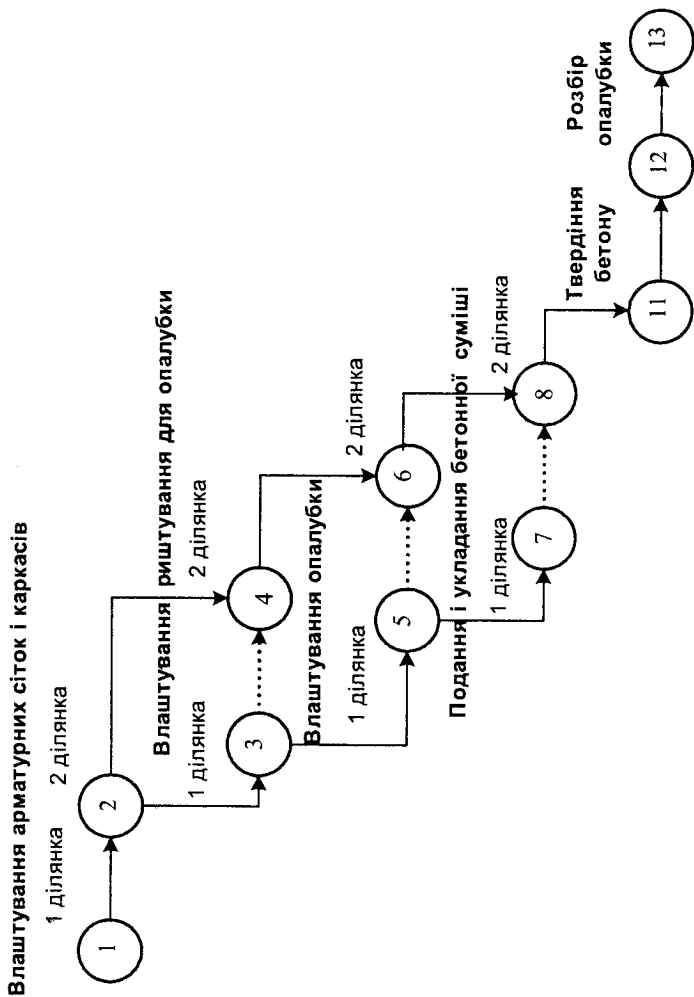 Влаштування арматурних сіток і каркасів
1 ділянка
2 ділянка
1
2
Влаштування риштування для опалубки
1 ділянка
2 ділянка
3
4
Влаштування опалубки
1 ділянка
2 ділянка
5
6
Подання і укладання бетонної суміші
1 ділянка
2 ділянка
7
8
Твердіння
бетону
Розбір
опалубки
11
12
13